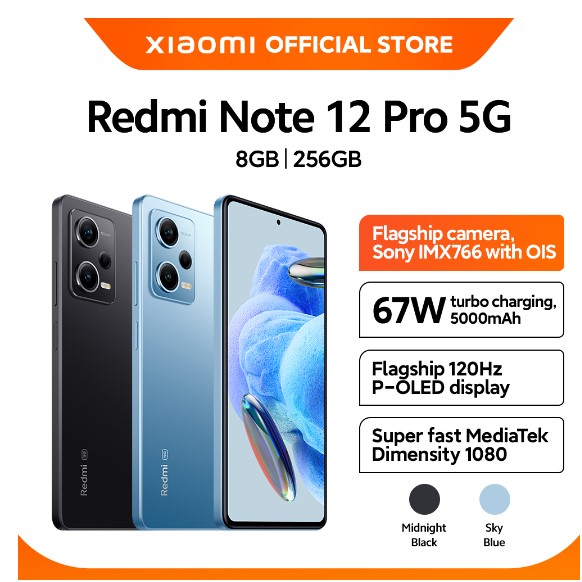 xiaomi OFFICIAL STORE
Redmi Note 12 Pro 5G
8GB | 256GB
Flagship camera,
Sony IMX766 with OIS
67W turbo charging,
5000mAh
Flagship 120Hz
P-OLED display
Super fast MediaTek
Dimensity 1080
Midnight
Black
Sky
Blue
Redmi
Redmi